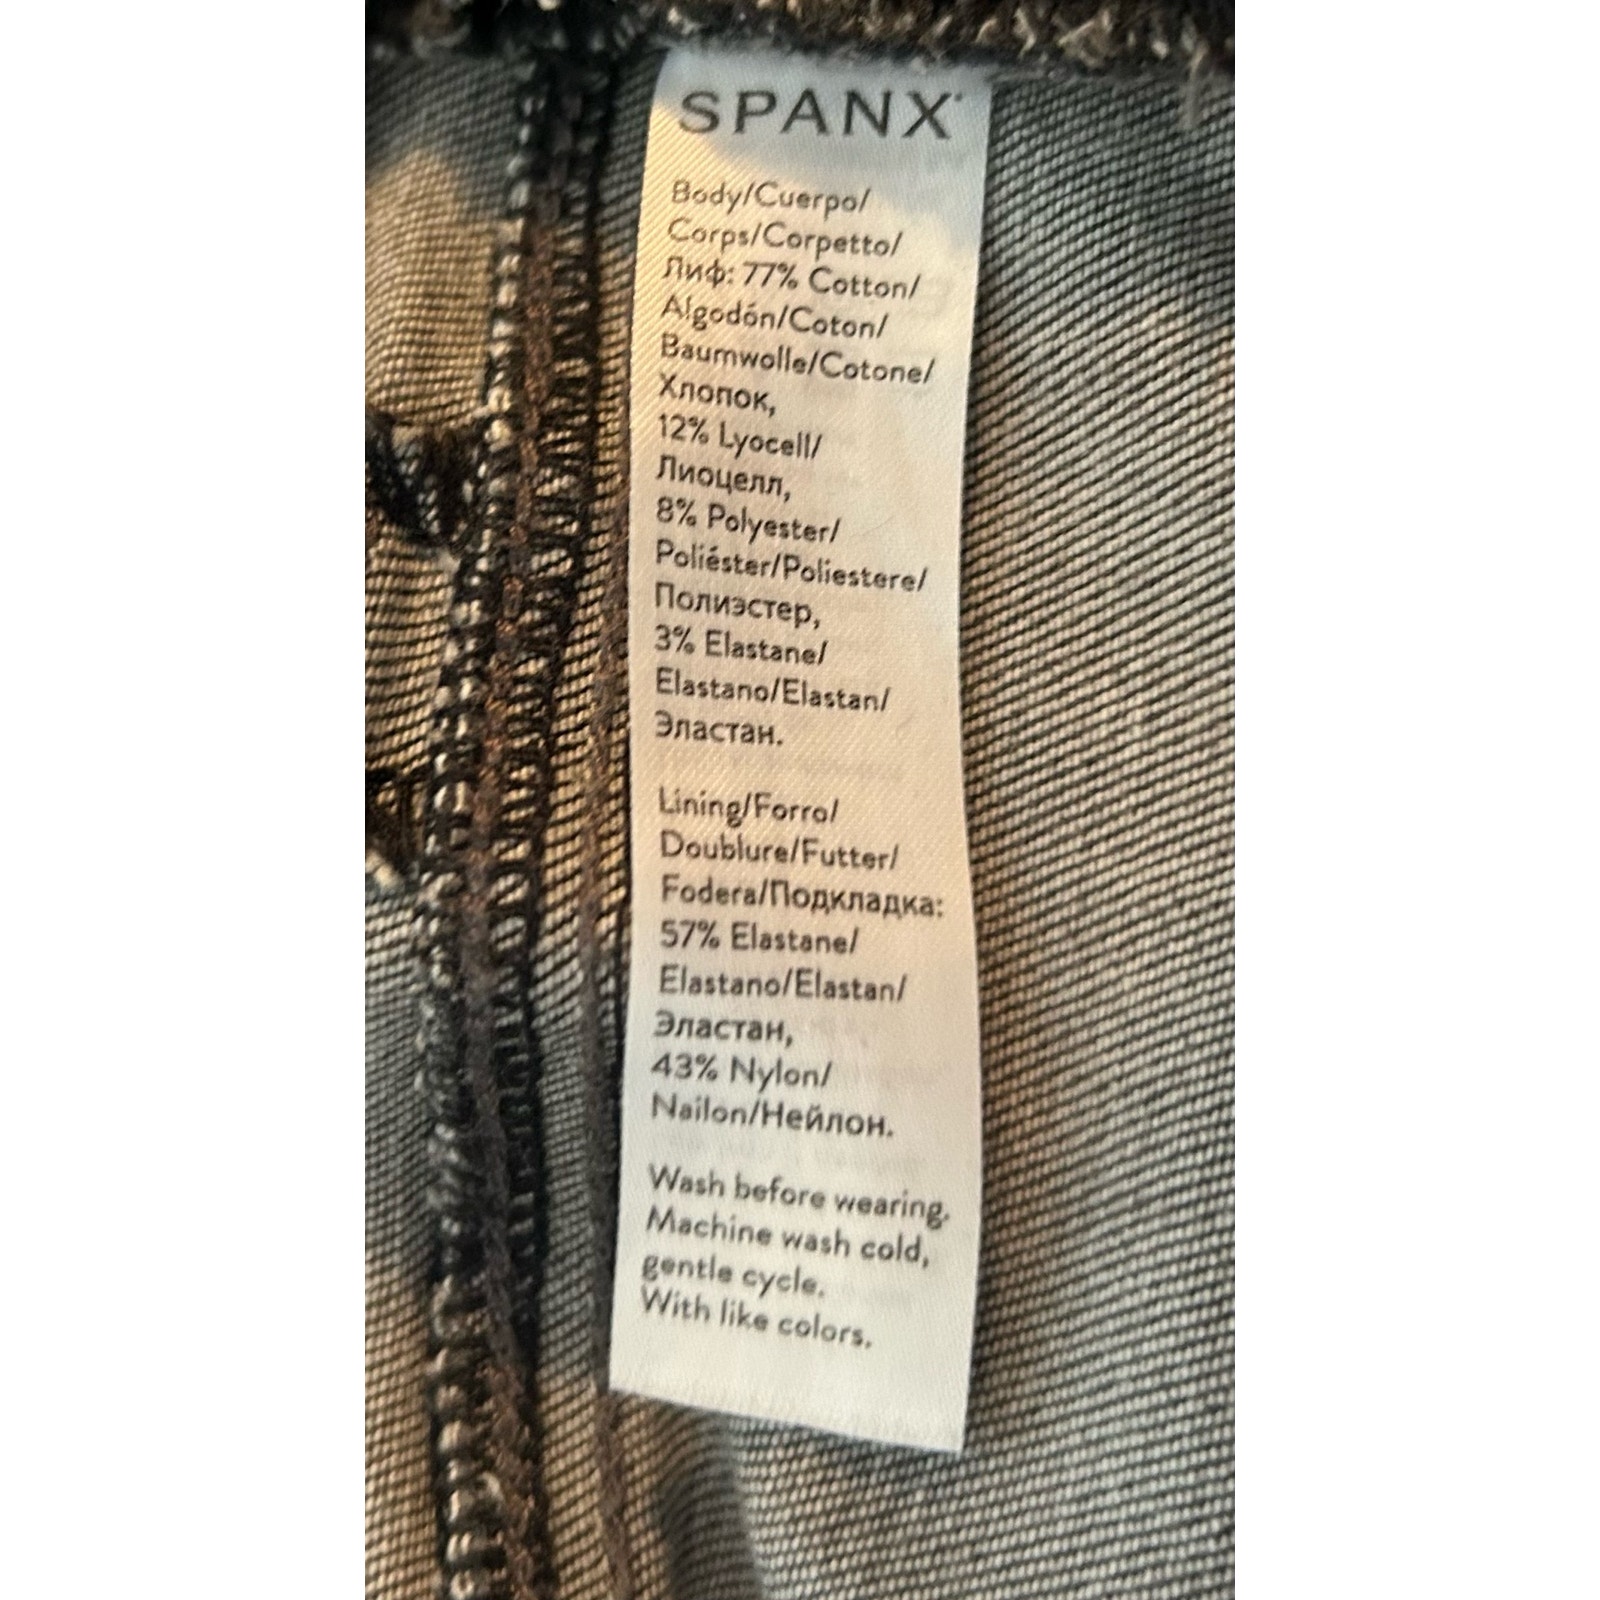 SPANX
Body/Cuerpo/
Corps/Corpetto/
Лиф: 77% Cotton/
Algodón/Coton/
Baumwolle/Cotone/
Хлопок,
12% Lyocell/
Лиоцелл,
8% Polyester/
Poliéster/Poliestere/
Полиэстер,
3% Elastane/
Elastano/Elastan/
Эластан.
Lining/Forro/
Doublure/Futter/
Fodera/Подкладка:
57% Elastane/
Elastano/Elastan/
Эластан,
43% Nylon/
Nailon/Нейлон.
Wash before wearing.
Machine wash cold,
gentle cycle.
With like colors.